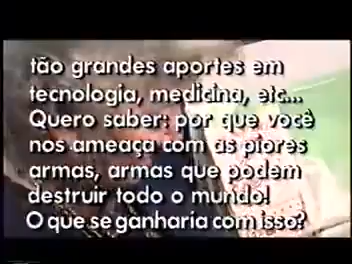 tão grandes aportes em
tecnologia, medicina, etc...
Quero saber: por que você
nos ameaça com as piores
armas, armas que podem
destruir todo o mundo!
O que se ganharia com isso?